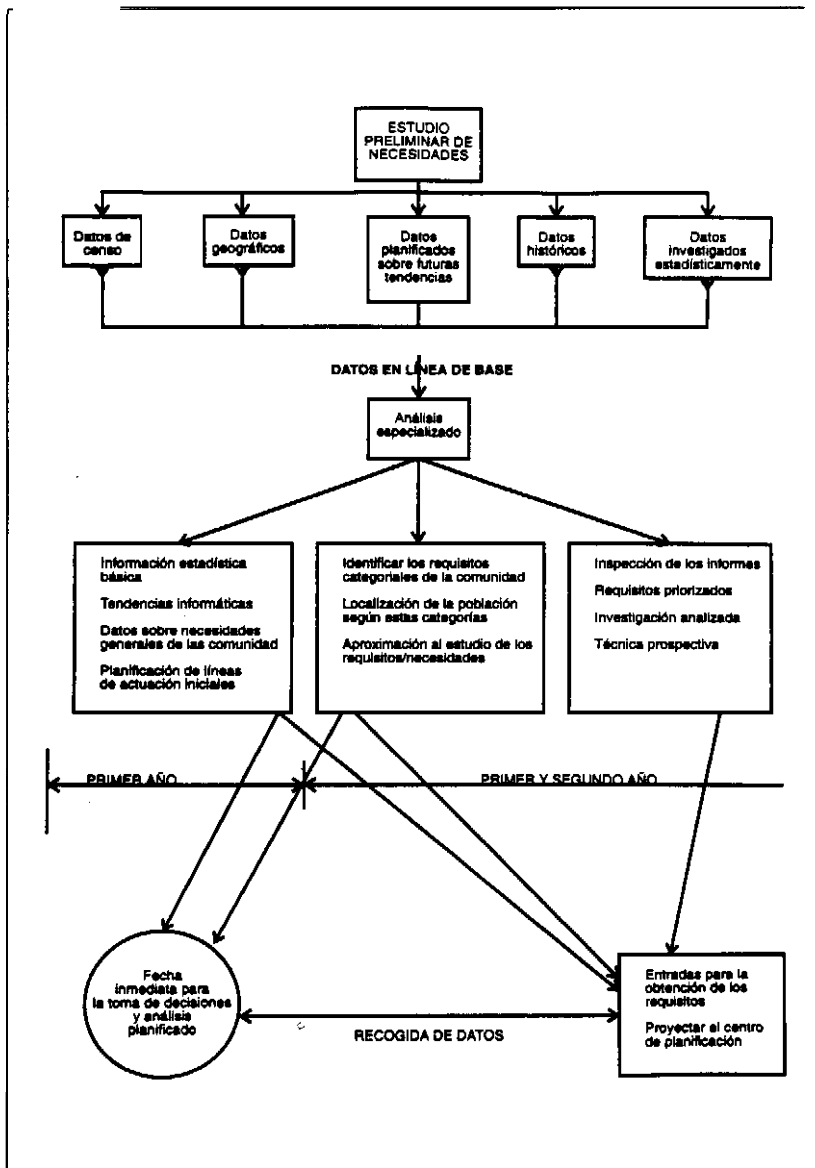 ESTUDIO
PRELIMINAR DE
NECESIDADES
Datos de
censo
Datos
geográficos
Datos
planificados
sobre futuras
tendencias
Datos
históricos
Datos
investigados
estadísticamente
DATOS EN LÍNEA DE BASE
Análisis
especializado
Información estadística
básica
Tendencias informáticas
Datos sobre necesidades
generales de las comunidad
Planificación de líneas
de actuación iniciales
Identificar los requisitos
categoriales de la comunidad
Localización de la población
según estas categorías
Aproximación al estudio de los
requisitos/necesidades
Inspección de los informes
Requisitos priorizados
Investigación analizada
Técnica prospectiva
PRIMER AÑO
PRIMER Y SEGUNDO AÑO
Fecha
inmediata para
la toma de decisiones
y análisis
planificado
RECOGIDA DE DATOS
Entradas para la
obtención de los
requisitos
Proyectar el centro
de planificación